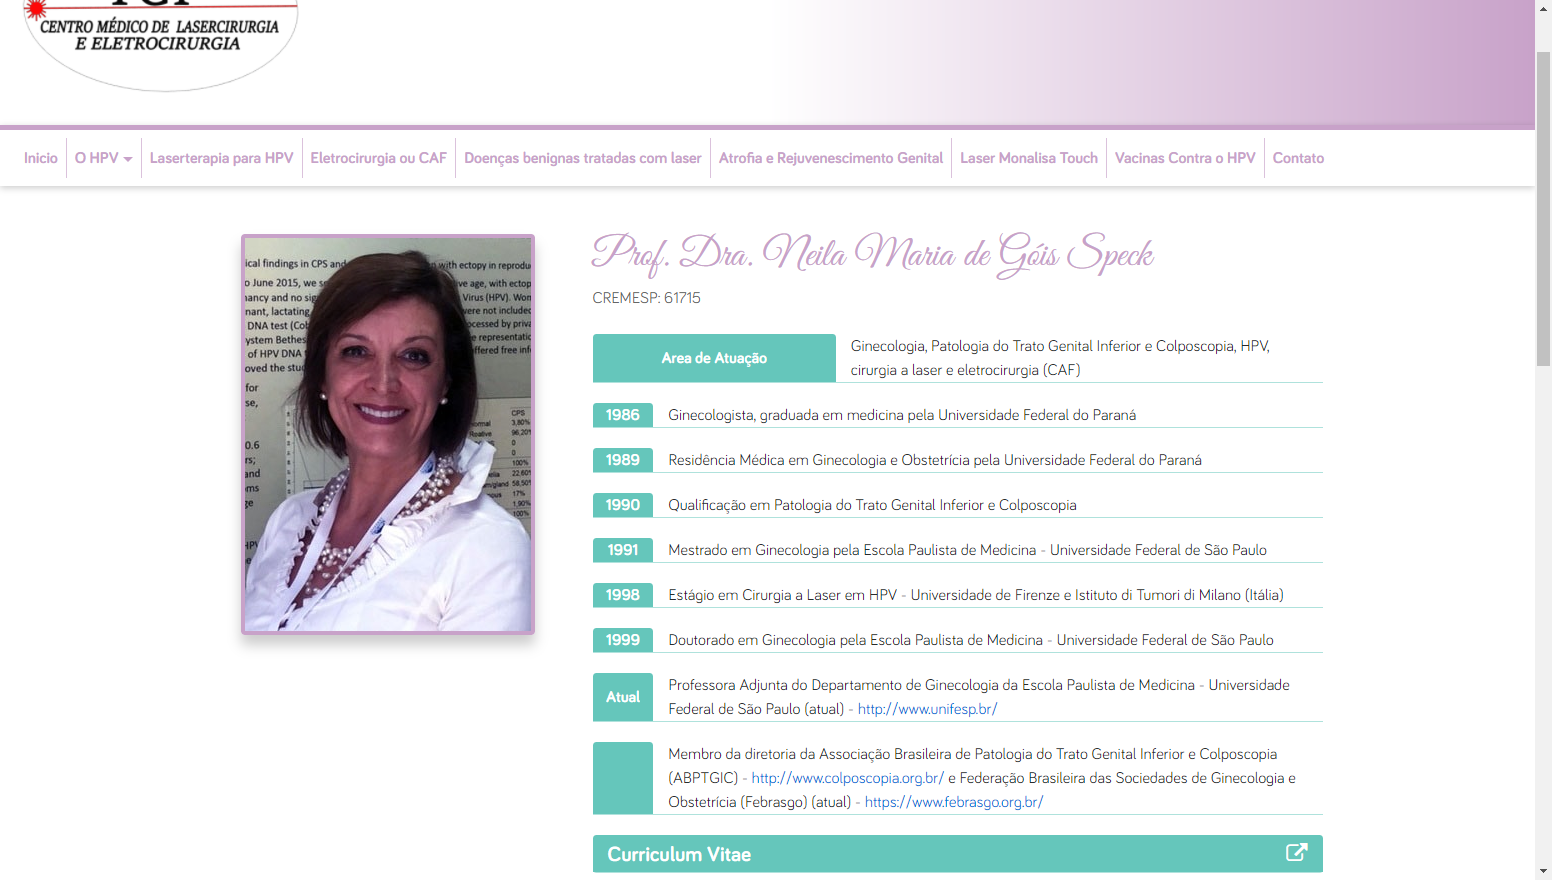 CENTRO MÉDICO DE LASERCIRURGIA
E ELETROCIRURGIA
Inicio
O HPV
Laserterapia para HPV
Eletrocirurgia ou CAF
Doenças benignas tratadas com laser
Atrofia e Rejuvenescimento Genital
Laser Monalisa Touch
Vacinas Contra o HPV
Contato
Prof. Dra. Neila Maria de Góis Speck
CREMESP: 61715
Area de Atuação
Ginecologia, Patologia do Trato Genital Inferior e Colposcopia, HPV,
cirurgia a laser e eletrocirurgia (CAF)
1986 Ginecologista, graduada em medicina pela Universidade Federal do Paraná
1989 Residência Médica em Ginecologia e Obstetrícia pela Universidade Federal do Paraná
1990 Qualificação em Patologia do Trato Genital Inferior e Colposcopia
1991 Mestrado em Ginecologia pela Escola Paulista de Medicina - Universidade Federal de São Paulo
1998 Estágio em Cirurgia a Laser em HPV - Universidade de Firenze e Istituto di Tumori di Milano (Itália)
1999 Doutorado em Ginecologia pela Escola Paulista de Medicina - Universidade Federal de São Paulo
Atual Professora Adjunta do Departamento de Ginecologia da Escola Paulista de Medicina - Universidade
Federal de São Paulo (atual) - http://www.unifesp.br/
Membro da diretoria da Associação Brasileira de Patologia do Trato Genital Inferior e Colposcopia
(ABPTGIC) - http://www.colposcopia.org.br/ e Federação Brasileira das Sociedades de Ginecologia e
Obstetrícia (Febrasgo) (atual) - https://www.febrasgo.org.br/
Curriculum Vitae